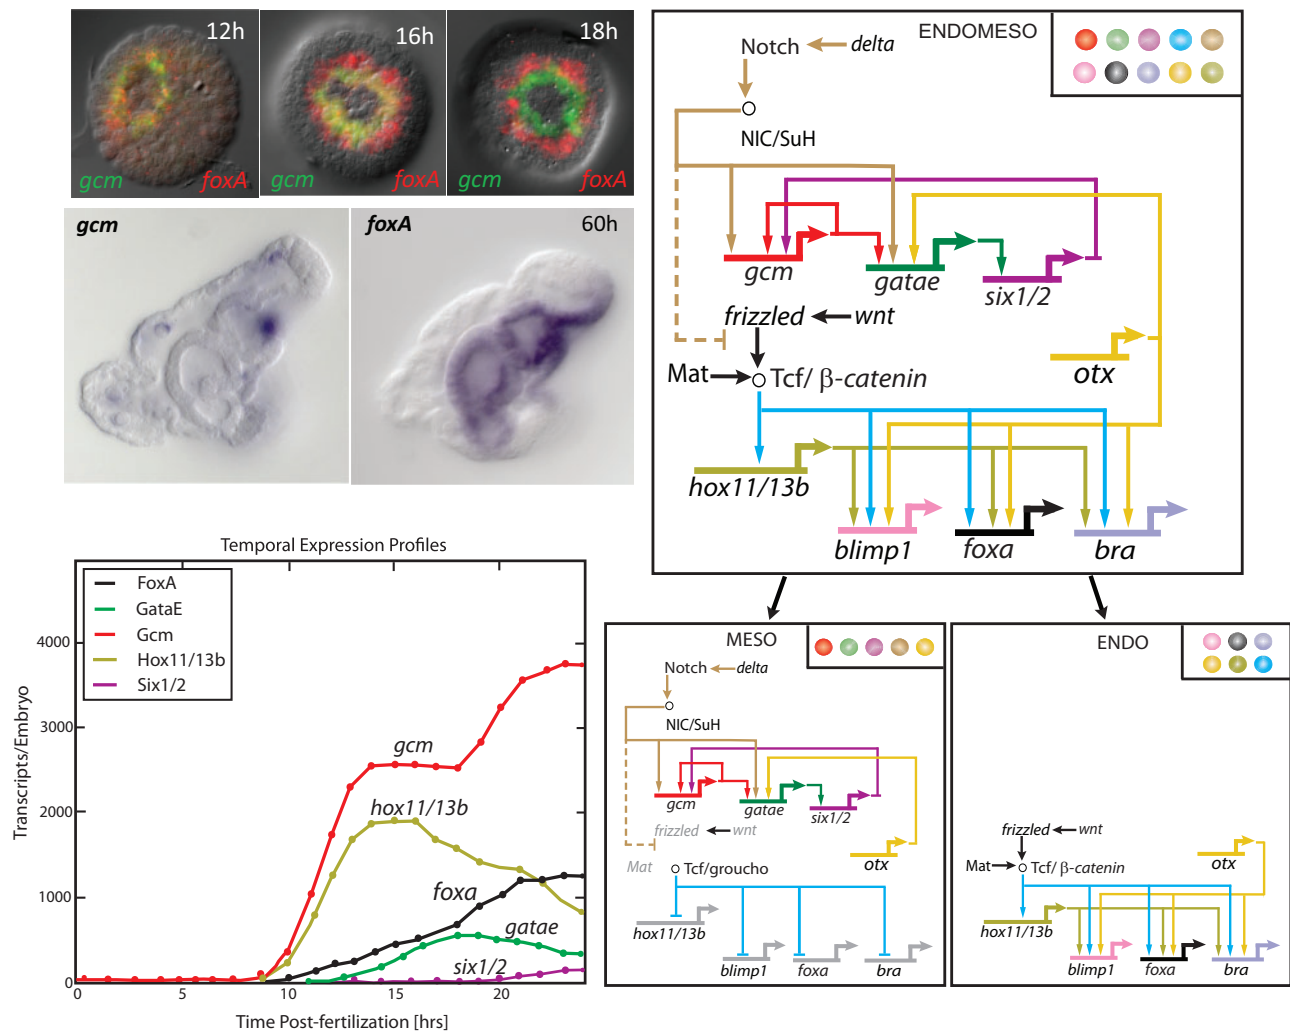 12h
16h
18h
gcm
foxA
gcm
foxA
gcm
foxA
gcm
foxA
60h
ENDOMESO
Notch
delta
NIC/SuH
gcm
gatae
six1/2
frizzled
wnt
otx
Mat
Tcf/ β-catenin
hox11/13b
blimp1
foxa
bra
Temporal Expression Profiles
FoxA
GataE
Gcm
Hox11/13b
Six1/2
Transcripts/Embryo
4000
3000
2000
1000
0
gcm
hox11/13b
foxa
gatae
six1/2
0
5
10
15
20
Time Post-fertilization [hrs]
MESO
Notch
delta
NIC/SuH
gcm
gatae
six1/2
frizzled
wnt
otx
Mat
Tcf/groucho
hox11/13b
blimp1
foxa
bra
ENDO
frizzled
wnt
Mat
Tcf/ β-catenin
otx
hox11/13b
blimp1
foxa
bra